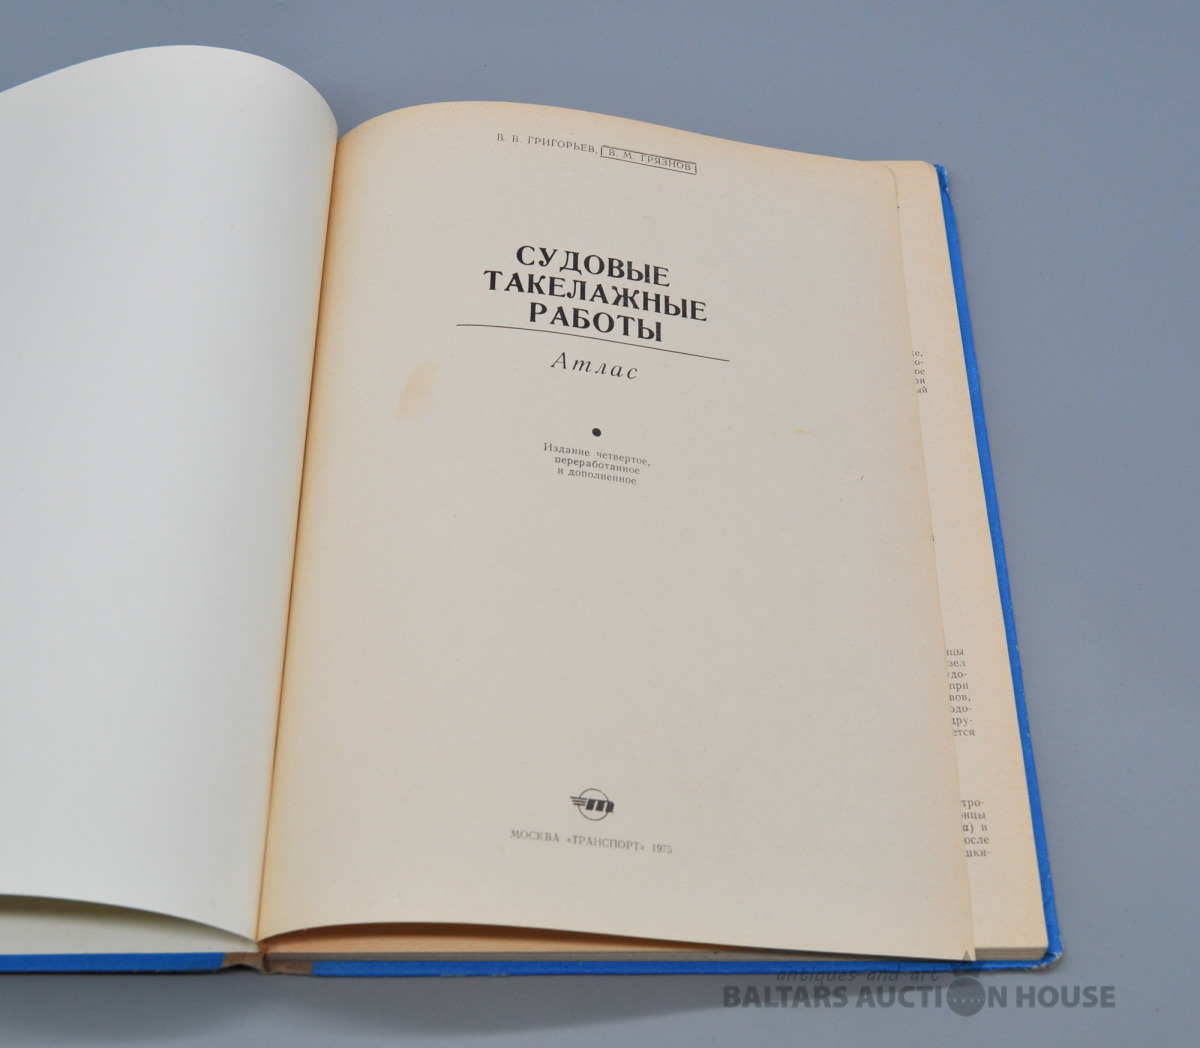 В. В. ГРИГОРЬЕВ, В. М. ГРЯЗНОВ
СУДОВЫЕ
ТАКЕЛАЖНЫЕ
РАБОТЫ
Атлас
Издание четвертое,
переработанное
и дополненное
т
МОСКВА «ТРАНСПОРТ» 1975
antiques and art
BALTARS AUCTION HOUSE